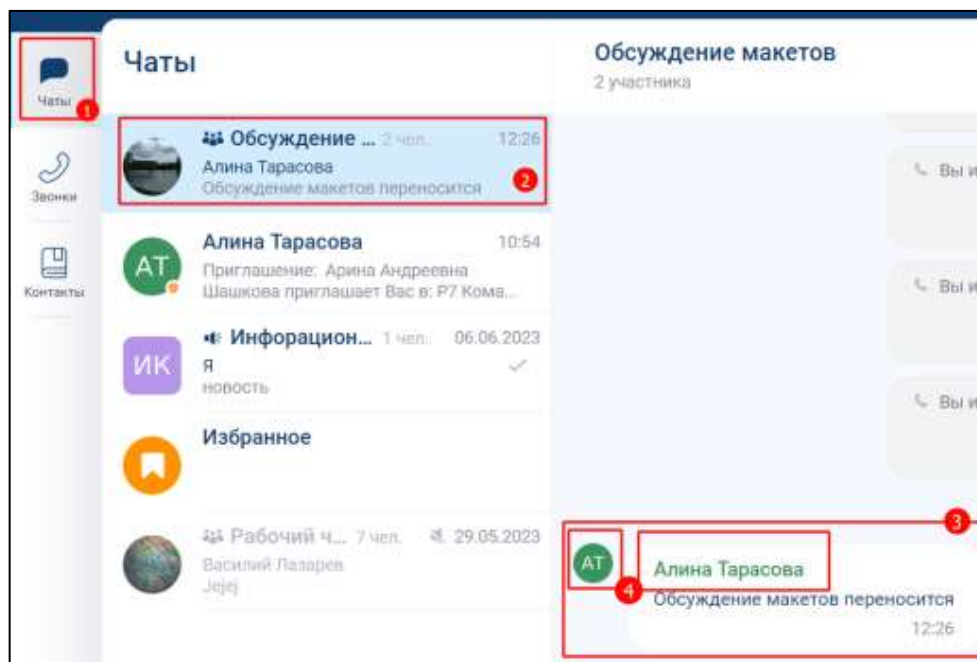 Чаты
1
Звонки
Контакты
Чаты
Обсуждение ... 2 чел. 12:26
Алина Тарасова
Обсуждение макетов переносится
2
АТ
Алина Тарасова 10:54
Приглашение: Арина Андреевна
Шашкова приглашает Вас в: Р7 Кома...
ИК
Инфорацион... 1 чел. 06.06.2023
Я
новость
Избранное
Рабочий ч... 7 чел. 29.05.2023
Василий Лазарев
Jejej
Обсуждение макетов
2 участника
Вы и
Вы и
Вы и
3
АТ
4
Алина Тарасова
Обсуждение макетов переносится
12:26